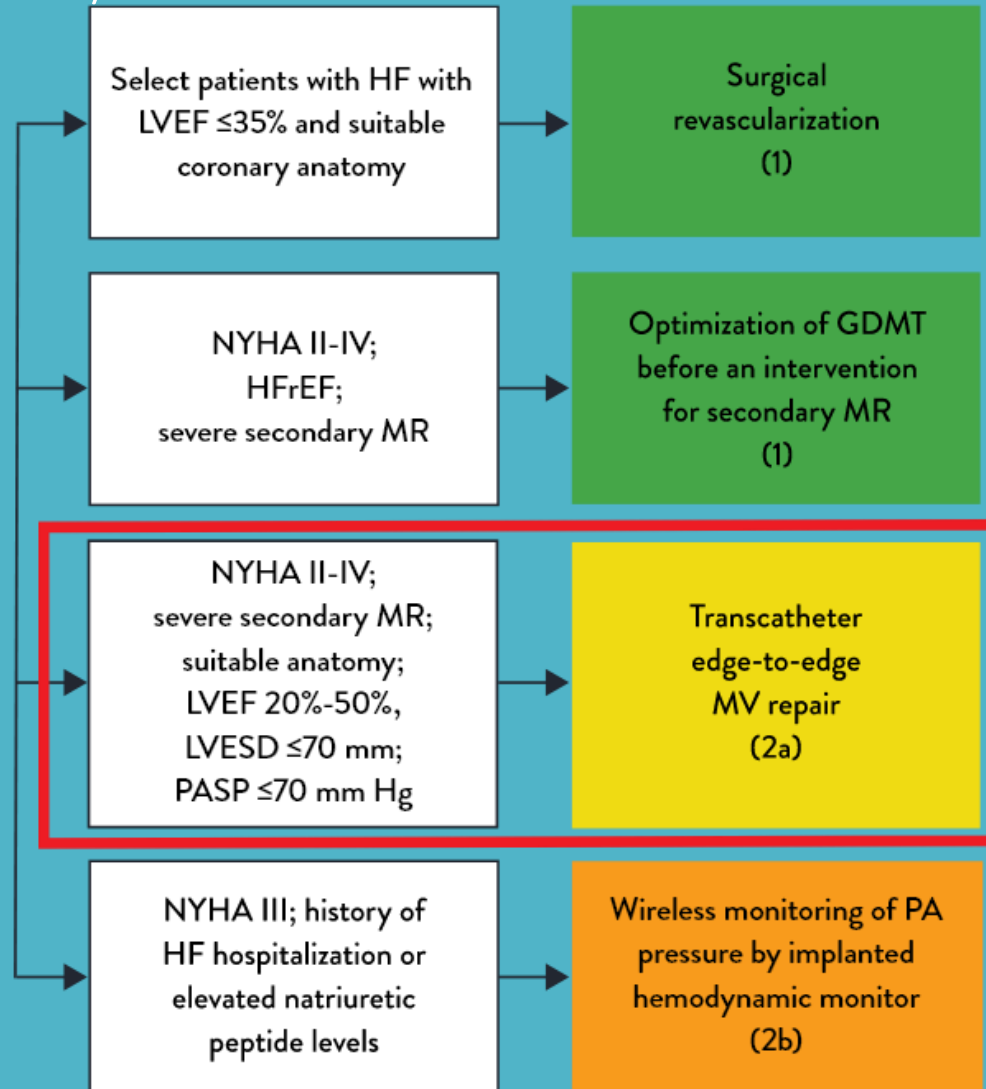 Select patients with HF with
LVEF ≤35% and suitable
coronary anatomy
Surgical
revascularization
(1)
NYHA II-IV;
HFrEF;
severe secondary MR
Optimization of GDMT
before an intervention
for secondary MR
(1)
NYHA II-IV;
severe secondary MR;
suitable anatomy;
LVEF 20%-50%,
LVESD ≤70 mm;
PASP ≤70 mm Hg
Transcatheter
edge-to-edge
MV repair
(2a)
NYHA III; history of
HF hospitalization or
elevated natriuretic
peptide levels
Wireless monitoring of PA
pressure by implanted
hemodynamic monitor
(2b)